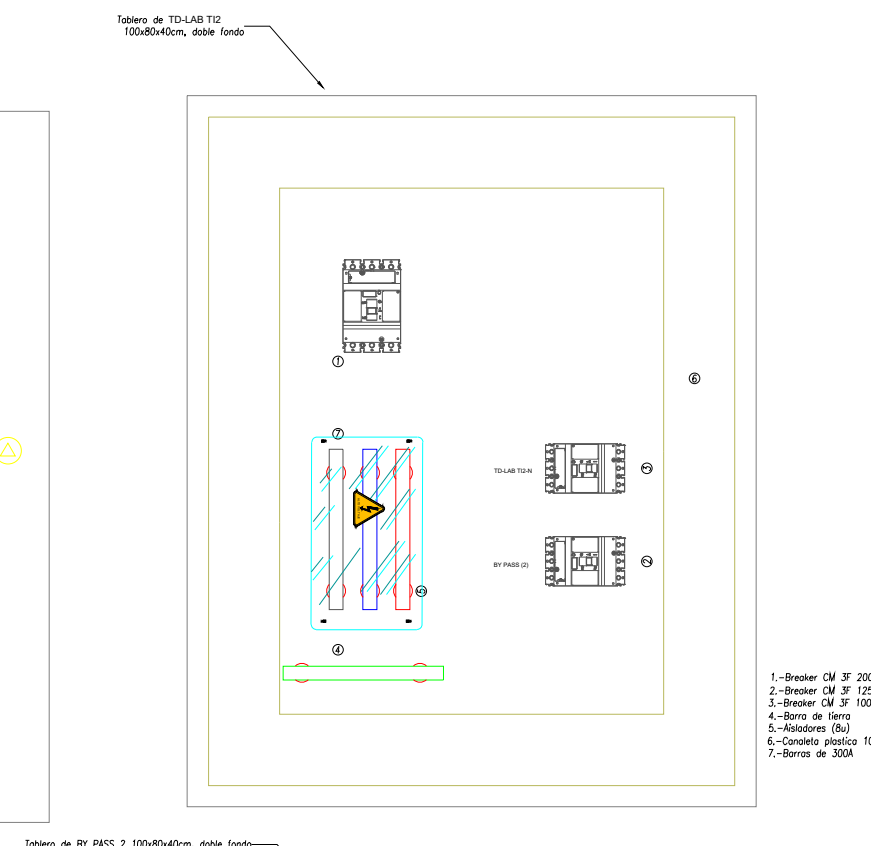 Tablero de TD-LAB TI2
100x80x40cm, doble fondo
1
6
7
TD-LAB TI2-N
3
BY PASS (2)
2
5
4
1.-Breaker CM 3F 200
2.-Breaker CM 3F 125
3.-Breaker CM 3F 100
4.-Barra de tierra
5.-Aisladores (8u)
6.-Canaleta plastica 10
7.-Barras de 300A
Tablero de BY PASS 2 100x80x40cm, doble fondo